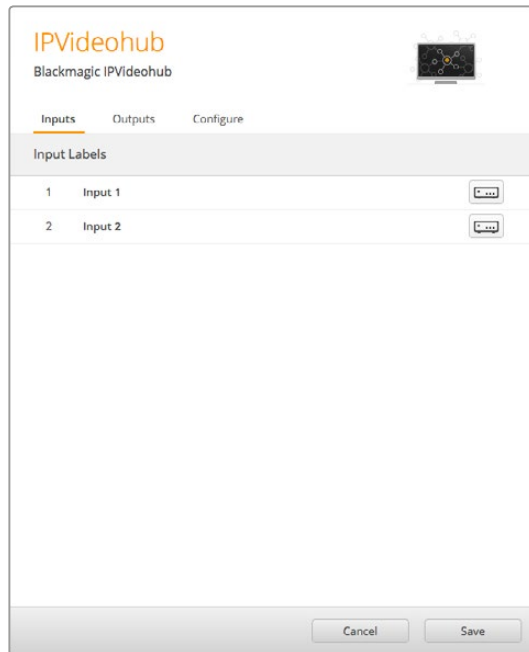 IPVideohub
Blackmagic IPVideohub
Inputs Outputs Configure
Input Labels
1 Input 1
2 Input 2
Cancel Save